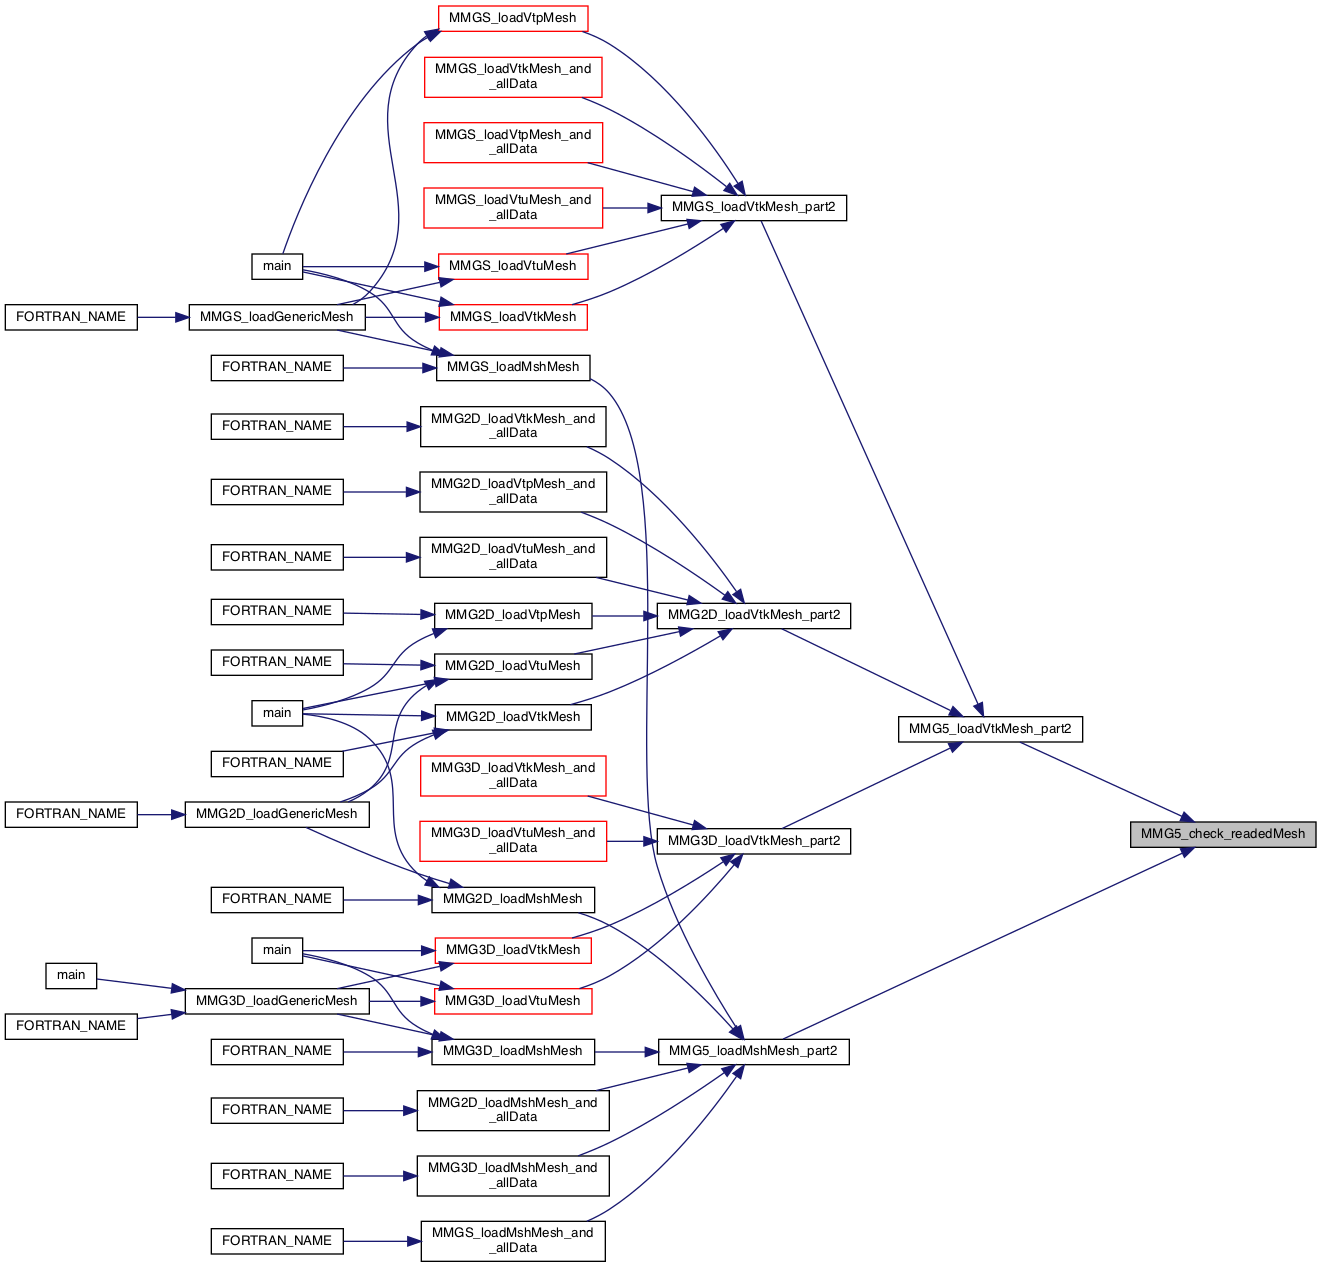 MMGS_loadVtpMesh
MMGS_loadVtkMesh_and
_allData
MMGS_loadVtpMesh_and
_allData
MMGS_loadVtuMesh_and
_allData
MMGS_loadVtkMesh_part2
main
MMGS_loadVtuMesh
FORTRAN_NAME
MMGS_loadGenericMesh
MMGS_loadVtkMesh
FORTRAN_NAME
MMGS_loadMshMesh
FORTRAN_NAME
MMG2D_loadVtkMesh_and
_allData
FORTRAN_NAME
MMG2D_loadVtpMesh_and
_allData
FORTRAN_NAME
MMG2D_loadVtuMesh_and
_allData
FORTRAN_NAME
MMG2D_loadVtpMesh
MMG2D_loadVtkMesh_part2
FORTRAN_NAME
MMG2D_loadVtuMesh
main
MMG2D_loadVtkMesh
MMG5_loadVtkMesh_part2
FORTRAN_NAME
MMG3D_loadVtkMesh_and
_allData
FORTRAN_NAME
MMG2D_loadGenericMesh
MMG3D_loadVtuMesh_and
_allData
MMG3D_loadVtkMesh_part2
MMG5_check_readedMesh
FORTRAN_NAME
MMG2D_loadMshMesh
main
MMG3D_loadVtkMesh
main
MMG3D_loadGenericMesh
MMG3D_loadVtuMesh
FORTRAN_NAME
FORTRAN_NAME
MMG3D_loadMshMesh
MMG5_loadMshMesh_part2
FORTRAN_NAME
MMG2D_loadMshMesh_and
_allData
FORTRAN_NAME
MMG3D_loadMshMesh_and
_allData
FORTRAN_NAME
MMGS_loadMshMesh_and
_allData